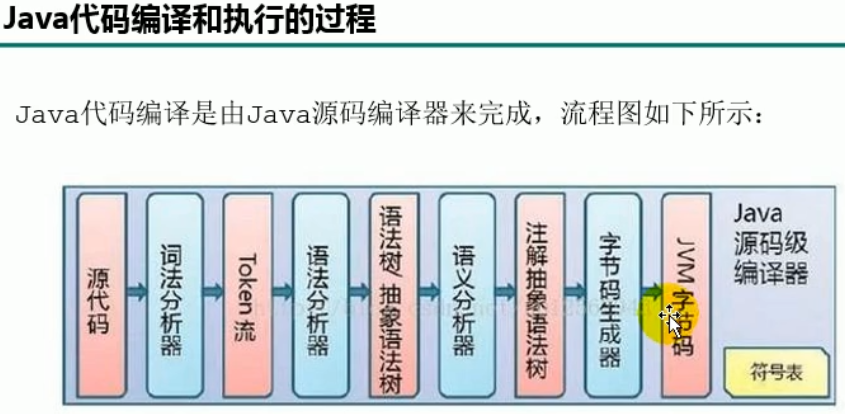 Java代码编译和执行的过程
Java代码编译是由Java源码编译器来完成，流程图如下所示：
源代码
词法分析器
Token流
语法分析器
语法树/抽象语法树
语义分析器
注解抽象语法树
字节码生成器
JVM字节码
Java
源码级
编译器
符号表